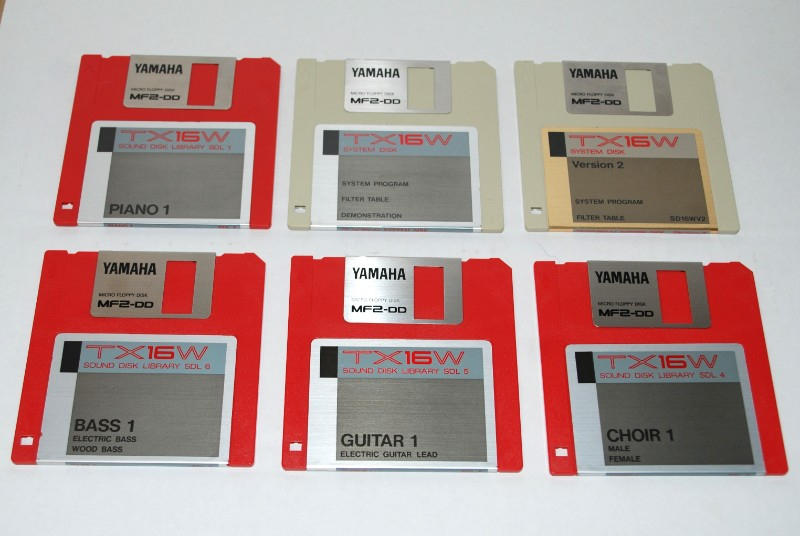 YAMAHA
MICRO FLOPPY DISK
MF2-DD
TX16W
SOUND DISK LIBRARY SDL 1
PIANO 1
YAMAHA
MICRO FLOPPY DISK
MF2-DD
TX16W
SYSTEM DISK
SYSTEM PROGRAM
FILTER TABLE
DEMONSTRATION
YAMAHA
MICRO FLOPPY DISK
MF2-DD
TX16W
SYSTEM DISK
Version 2
SYSTEM PROGRAM
FILTER TABLE SD16WV2
YAMAHA
MICRO FLOPPY DISK
MF2-DD
TX16W
SOUND DISK LIBRARY SDL 6
BASS 1
ELECTRIC BASS
WOOD BASS
YAMAHA
MICRO FLOPPY DISK
MF2-DD
TX16W
SOUND DISK LIBRARY SDL 5
GUITAR 1
ELECTRIC GUITAR LEAD
YAMAHA
MICRO FLOPPY DISK
MF2-DD
TX16W
SOUND DISK LIBRARY SDL 4
CHOIR 1
MALE
FEMALE